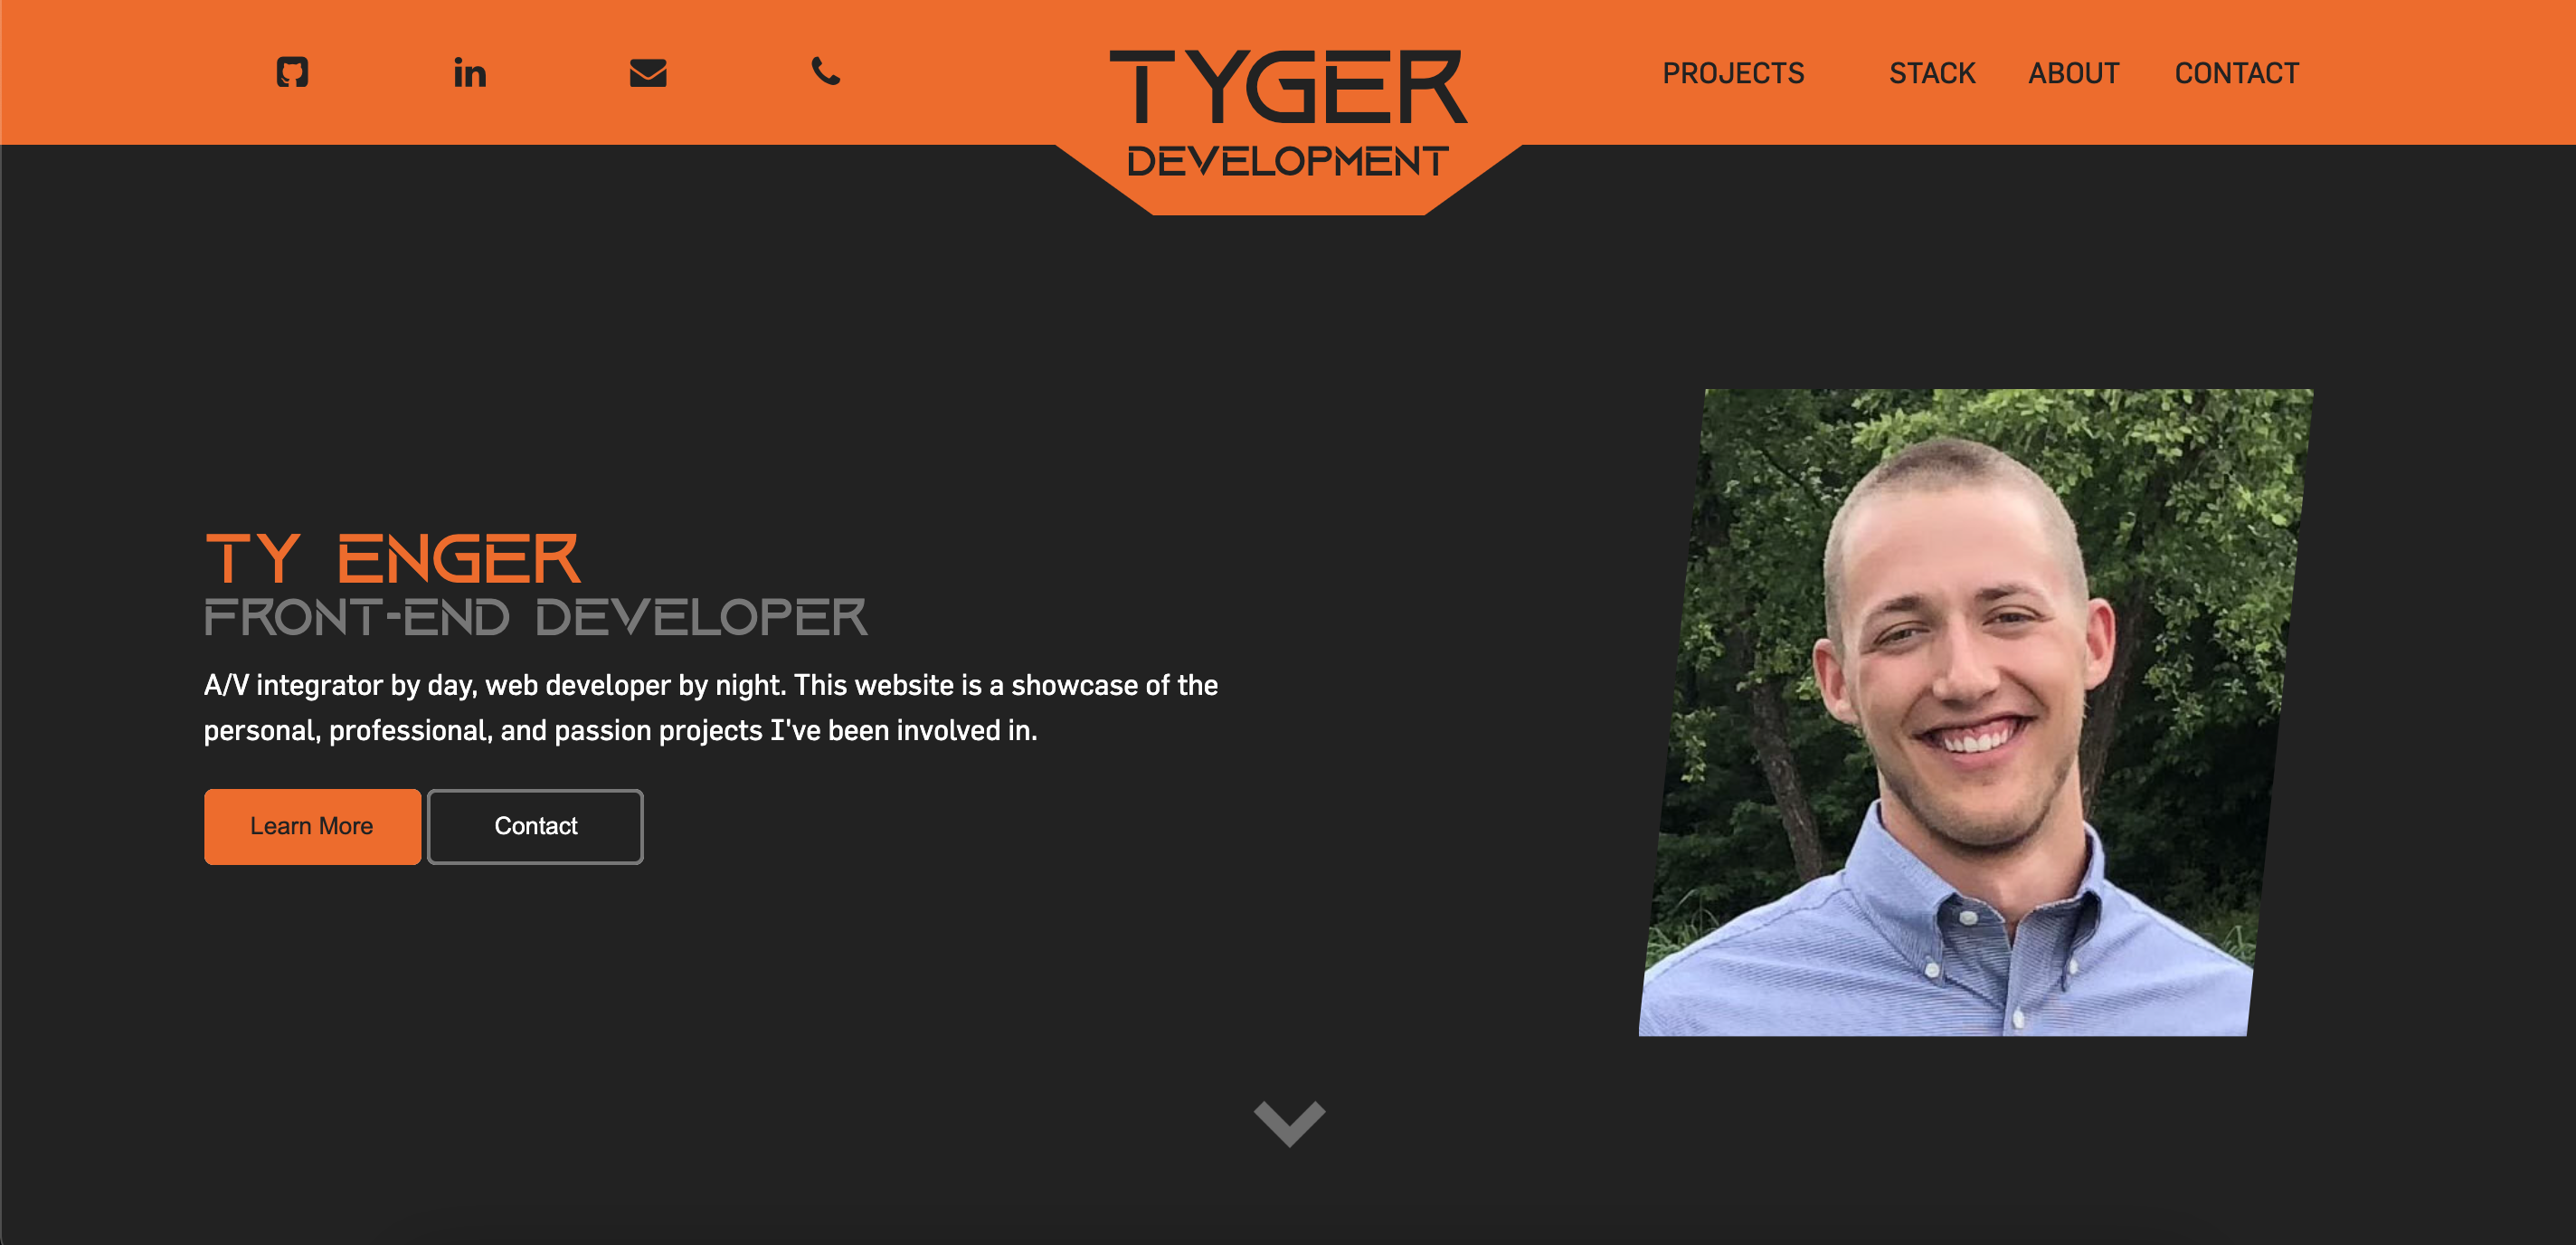 TYGER
DEVELOPMENT
PROJECTS STACK ABOUT CONTACT
TY ENGER
FRONT-END DEVELOPER
A/V integrator by day, web developer by night. This website is a showcase of the
personal, professional, and passion projects I've been involved in.
Learn More Contact